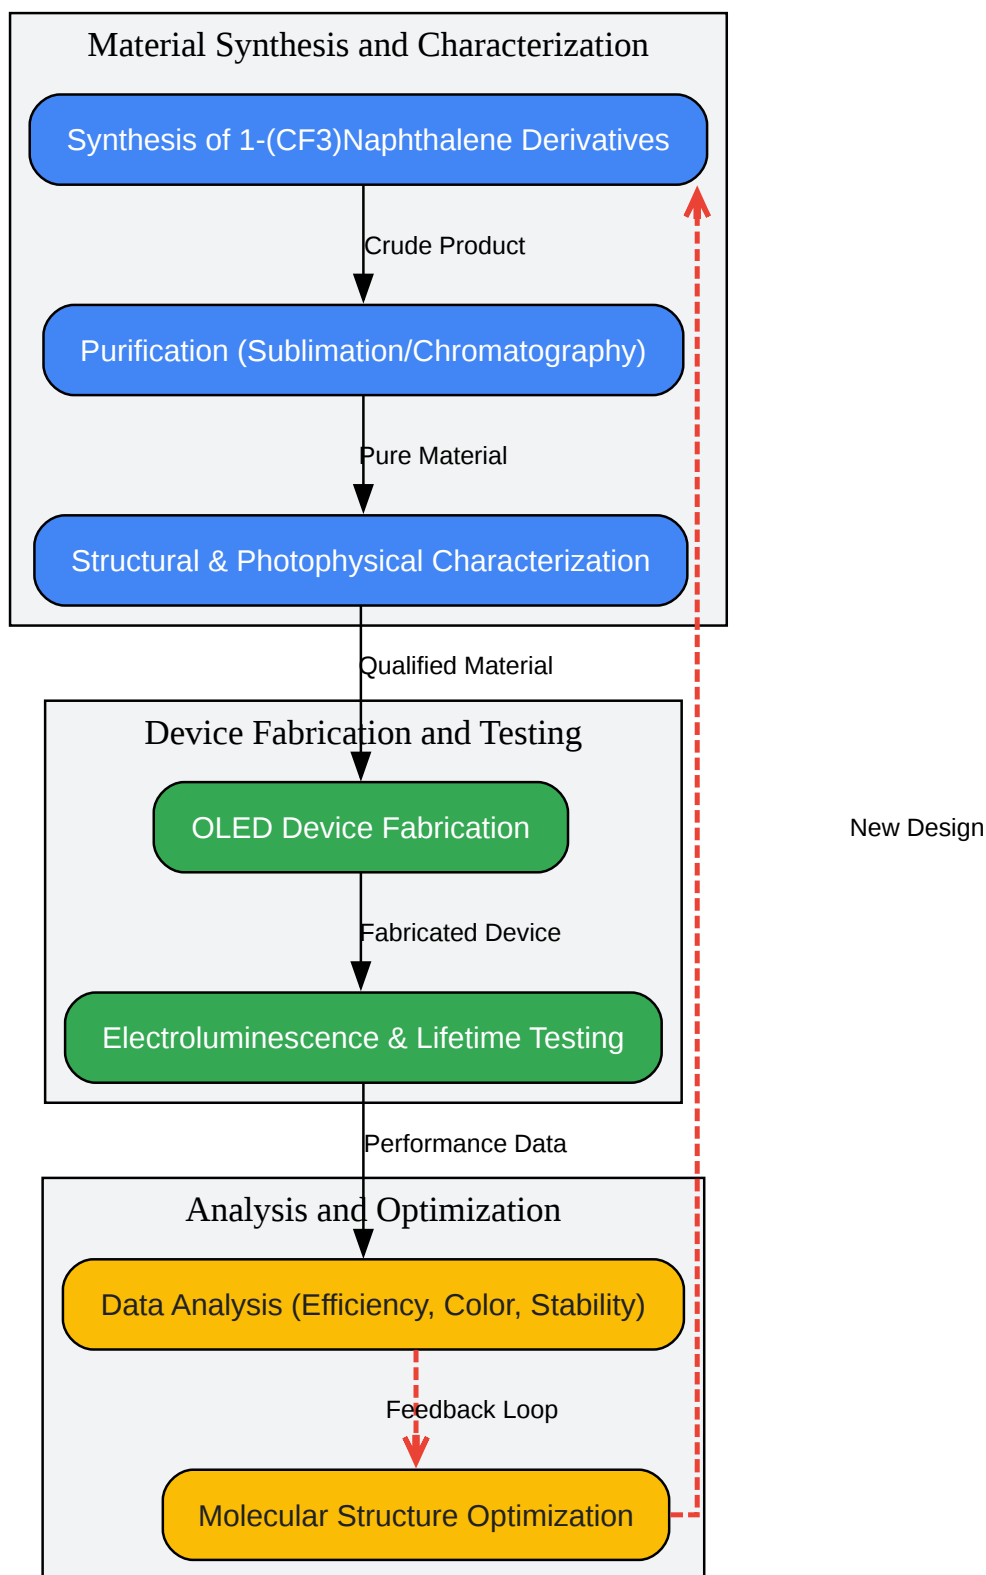 Material Synthesis and Characterization
Synthesis of 1-(CF3)Naphthalene Derivatives
Crude Product
Purification (Sublimation/Chromatography)
Pure Material
Structural & Photophysical Characterization
Qualified Material
Device Fabrication and Testing
OLED Device Fabrication
New Design
Fabricated Device
Electroluminescence & Lifetime Testing
Performance Data
Analysis and Optimization
Data Analysis (Efficiency, Color, Stability)
Feedback Loop
Molecular Structure Optimization